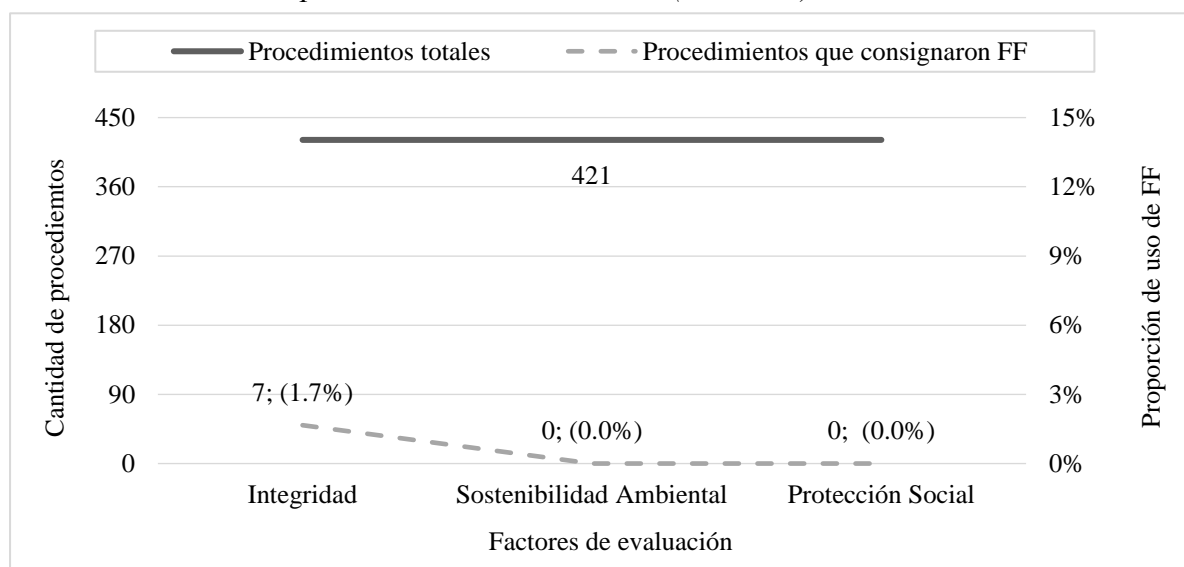 Procedimientos totales Procedimientos que consignaron FF
450 15%
421
360 12%
270 9%
180 6%
7; (1.7%)
90 3%
0; (0.0%) 0; (0.0%)
0 0%
Integridad Sostenibilidad Ambiental Protección Social
Factores de evaluación
Cantidad de procediemtos
Proporción de uso de FF